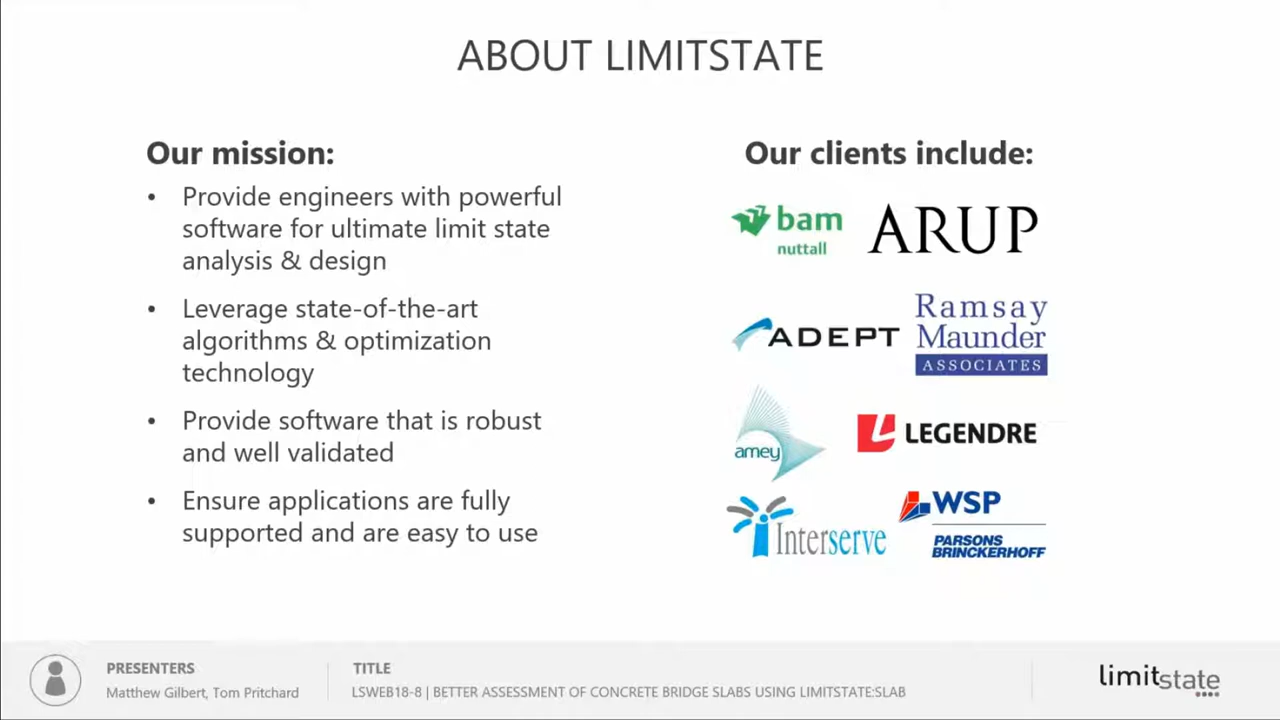 ABOUT LIMITSTATE
Our mission:
• Provide engineers with powerful
software for ultimate limit state
analysis & design
• Leverage state-of-the-art
algorithms & optimization
technology
• Provide software that is robust
and well validated
• Ensure applications are fully
supported and are easy to use
Our clients include:
bam
nuttall
ARUP
ADEPT
Ramsay
Maunder
ASSOCIATES
amey
LEGENDRE
Interserve
WSP
PARSONS
BRINCKERHOFF
PRESENTERS
Matthew Gilbert, Tom Pritchard
TITLE
LSWEB18-8 | BETTER ASSESSMENT OF CONCRETE BRIDGE SLABS USING LIMITSTATE:SLAB
limitstate